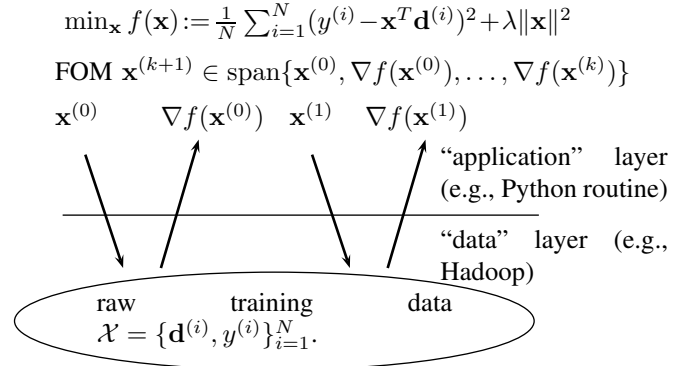 min_x f(x) := 1/N ∑_{i=1}^{N} (y^{(i)} − x^T d^{(i)})^2 + λ‖x‖^2
FOM x^{(k+1)} ∈ span{x^{(0)}, ∇f(x^{(0)}), . . . , ∇f(x^{(k)})}
x^{(0)} ∇f(x^{(0)}) x^{(1)} ∇f(x^{(1)})
“application” layer
(e.g., Python routine)
“data” layer (e.g.,
Hadoop)
raw training data
𝒳 = {d^{(i)}, y^{(i)}}_{i=1}^{N}.